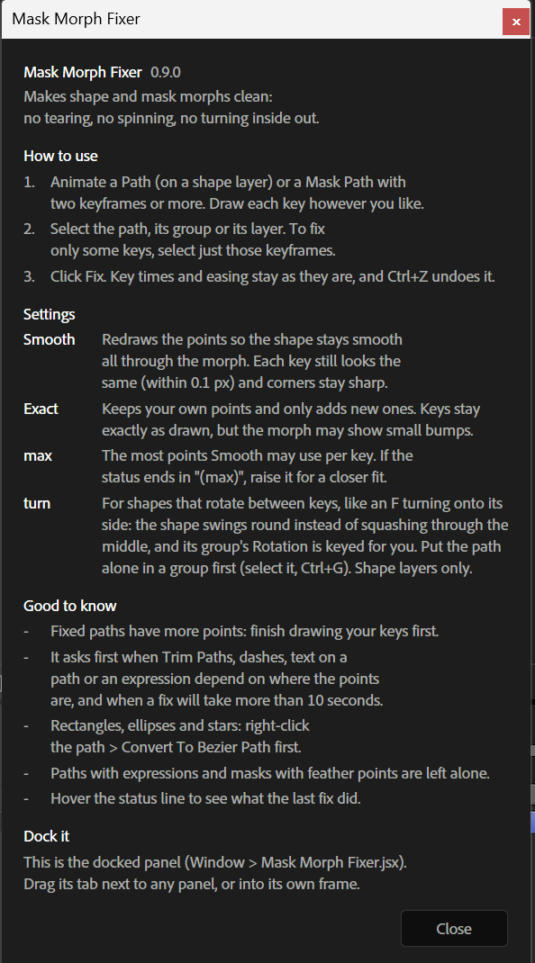 Mask Morph Fixer
x
Mask Morph Fixer 0.9.0
Makes shape and mask morphs clean:
no tearing, no spinning, no turning inside out.
How to use
1. Animate a Path (on a shape layer) or a Mask Path with
two keyframes or more. Draw each key however you like.
2. Select the path, its group or its layer. To fix
only some keys, select just those keyframes.
3. Click Fix. Key times and easing stay as they are, and Ctrl+Z undoes it.
Settings
Smooth Redraws the points so the shape stays smooth
all through the morph. Each key still looks the
same (within 0.1 px) and corners stay sharp.
Exact Keeps your own points and only adds new ones. Keys stay
exactly as drawn, but the morph may show small bumps.
max The most points Smooth may use per key. If the
status ends in "(max)", raise it for a closer fit.
turn For shapes that rotate between keys, like an F turning onto its
side: the shape swings round instead of squashing through the
middle, and its group's Rotation is keyed for you. Put the path
alone in a group first (select it, Ctrl+G). Shape layers only.
Good to know
- Fixed paths have more points: finish drawing your keys first.
- It asks first when Trim Paths, dashes, text on a
path or an expression depend on where the points
are, and when a fix will take more than 10 seconds.
- Rectangles, ellipses and stars: right-click
the path > Convert To Bezier Path first.
- Paths with expressions and masks with feather points are left alone.
- Hover the status line to see what the last fix did.
Dock it
This is the docked panel (Window > Mask Morph Fixer.jsx).
Drag its tab next to any panel, or into its own frame.
Close